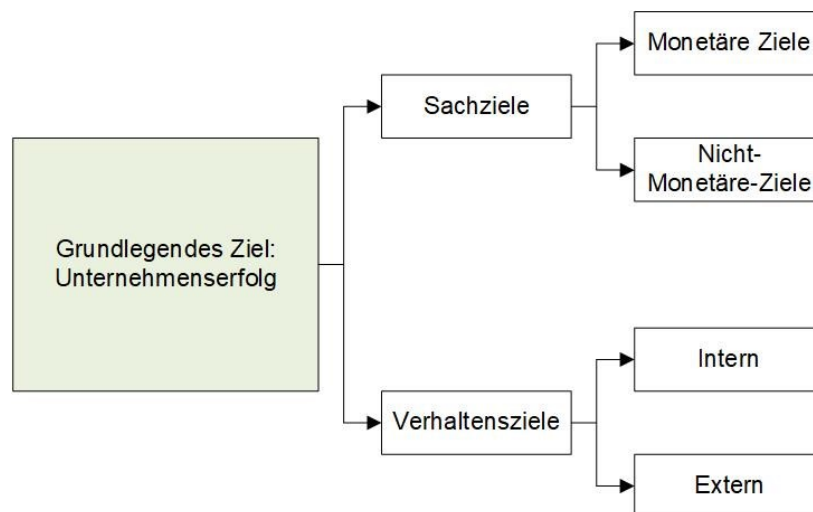 Monetäre Ziele
Sachziele
Nicht-
Monetäre-Ziele
Grundlegendes Ziel:
Unternehmenserfolg
Intern
Verhaltensziele
Extern